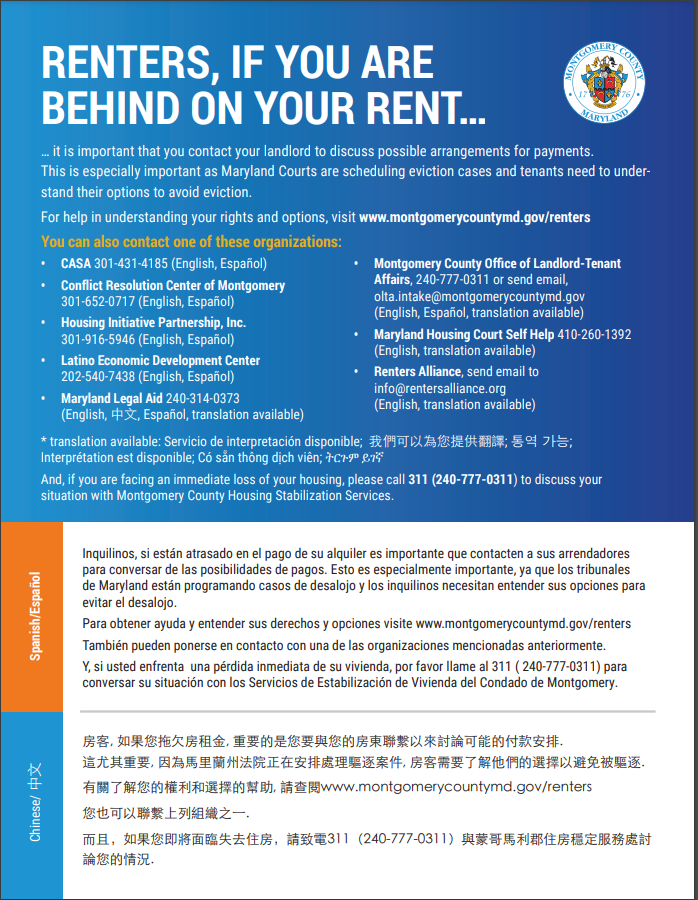 RENTERS, IF YOU ARE
BEHIND ON YOUR RENT...
MONTGOMERY COUNTY
17 76
MARYLAND
... it is important that you contact your landlord to discuss possible arrangements for payments.
This is especially important as Maryland Courts are scheduling eviction cases and tenants need to under-
stand their options to avoid eviction.
For help in understanding your rights and options, visit www.montgomerycountymd.gov/renters
You can also contact one of these organizations:
• CASA 301-431-4185 (English, Español)
• Conflict Resolution Center of Montgomery
301-652-0717 (English, Español)
• Housing Initiative Partnership, Inc.
301-916-5946 (English, Español)
• Latino Economic Development Center
202-540-7438 (English, Español)
• Maryland Legal Aid 240-314-0373
(English, 中文, Español, translation available)
• Montgomery County Office of Landlord-Tenant
Affairs, 240-777-0311 or send email,
olta.intake@montgomerycountymd.gov
(English, Español, translation available)
• Maryland Housing Court Self Help 410-260-1392
(English, translation available)
• Renters Alliance, send email to
info@rentersalliance.org
(English, translation available)
* translation available: Servicio de interpretación disponible; 我們可以為您提供翻譯; 통역 가능;
Interprétation est disponible; Có sẵn thông dịch viên; ትርጉም ይገኛ
And, if you are facing an immediate loss of your housing, please call 311 (240-777-0311) to discuss your
situation with Montgomery County Housing Stabilization Services.
Spanish/Español
Inquilinos, si están atrasado en el pago de su alquiler es importante que contacten a sus arrendadores
para conversar de las posibilidades de pagos. Esto es especialmente importante, ya que los tribunales
de Maryland están programando casos de desalojo y los inquilinos necesitan entender sus opciones para
evitar el desalojo.
Para obtener ayuda y entender sus derechos y opciones visite www.montgomerycountymd.gov/renters
También pueden ponerse en contacto con una de las organizaciones mencionadas anteriormente.
Y, si usted enfrenta una pérdida inmediata de su vivienda, por favor llame al 311 ( 240-777-0311) para
conversar su situación con los Servicios de Estabilización de Vivienda del Condado de Montgomery.
Chinese/ 中文
房客, 如果您拖欠房租金, 重要的是您要與您的房東聯繫以來討論可能的付款安排.
這尤其重要, 因為馬里蘭州法院正在安排處理驅逐案件, 房客需要了解他們的選擇以避免被驅逐.
有關了解您的權利和選擇的幫助, 請查閱www.montgomerycountymd.gov/renters
您也可以聯繫上列組織之一.
而且，如果您即將面臨失去住房，請致電311（240-777-0311）與蒙哥馬利郡住房穩定服務處討
論您的情況.